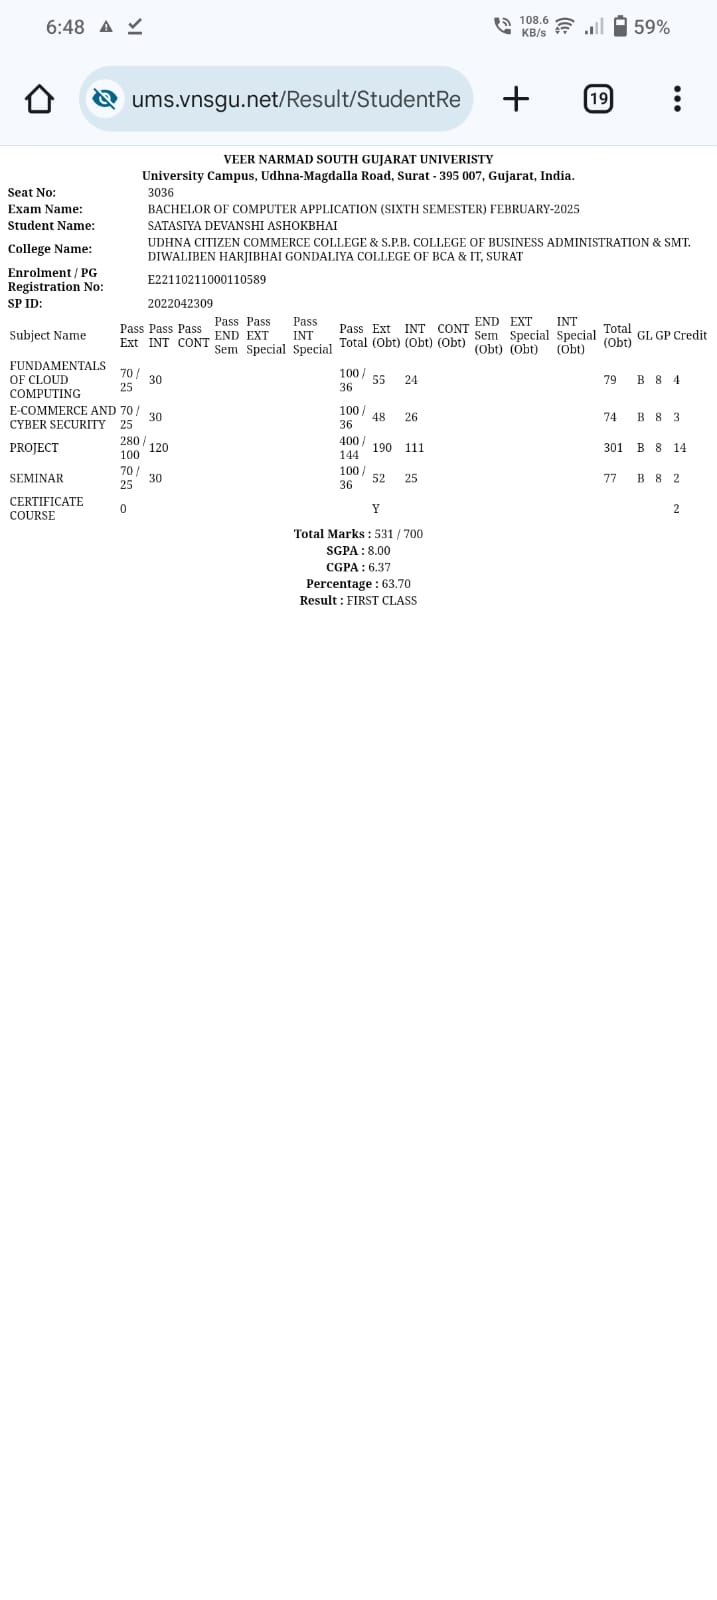 6:48 108.6 KB/s 59%
ums.vnsgu.net/Result/StudentRe 19
VEER NARMAD SOUTH GUJARAT UNIVERISTY
University Campus, Udhna-Magdalla Road, Surat - 395 007, Gujarat, India.
Seat No: 3036
Exam Name: BACHELOR OF COMPUTER APPLICATION (SIXTH SEMESTER) FEBRUARY-2025
Student Name: SATASIYA DEVANSHI ASHOKBHAI
College Name: UDHNA CITIZEN COMMERCE COLLEGE & S.P.B. COLLEGE OF BUSINESS ADMINISTRATION & SMT.
DIWALIBEN HARJIBHAI GONDALIYA COLLEGE OF BCA & IT, SURAT
Enrolment / PG
Registration No: E22110211000110589
SP ID: 2022042309
Subject Name Pass Ext Pass INT Pass CONT Pass END Sem Pass EXT Special Pass INT Special Pass Total Ext (Obt) INT (Obt) CONT (Obt) END Sem (Obt) EXT Special (Obt) INT Special (Obt) Total (Obt) GL GP Credit
FUNDAMENTALS OF CLOUD COMPUTING 70 / 25 30 100 / 36 55 24 79 B 8 4
E-COMMERCE AND CYBER SECURITY 70 / 25 30 100 / 36 48 26 74 B 8 3
PROJECT 280 / 100 120 400 / 144 190 111 301 B 8 14
SEMINAR 70 / 25 30 100 / 36 52 25 77 B 8 2
CERTIFICATE COURSE 0 Y 2
Total Marks : 531 / 700
SGPA : 8.00
CGPA : 6.37
Percentage : 63.70
Result : FIRST CLASS